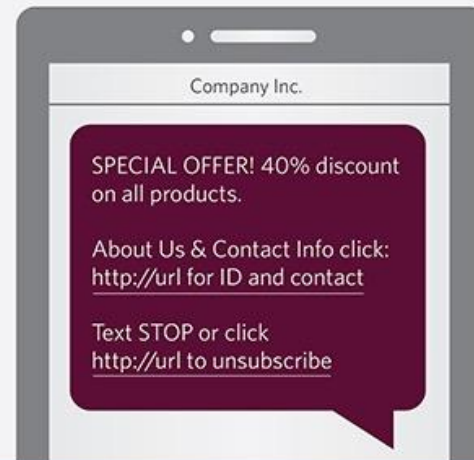 Company Inc.
SPECIAL OFFER! 40% discount
on all products.
About Us & Contact Info click:
http://url for ID and contact
Text STOP or click
http://url to unsubscribe